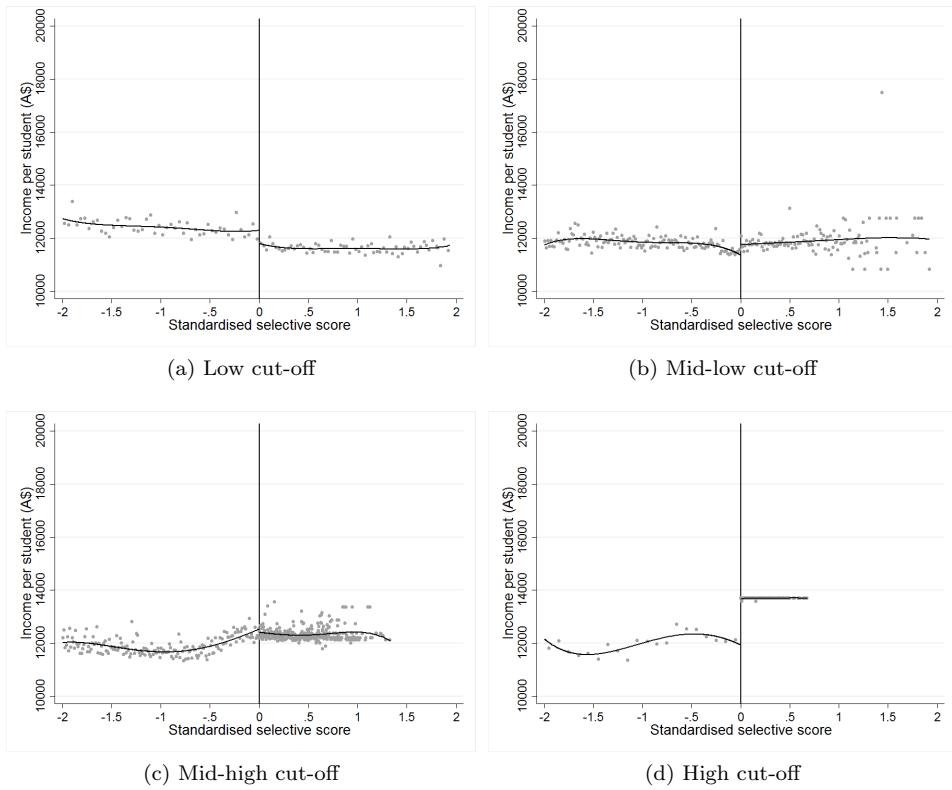 Income per student (A$)
20000
18000
16000
14000
12000
10000
-2 -1.5 -1 -.5 0 .5 1 1.5 2
Standardised selective score
(a) Low cut-off
Income per student (A$)
20000
18000
16000
14000
12000
10000
-2 -1.5 -1 -.5 0 .5 1 1.5 2
Standardised selective score
(b) Mid-low cut-off
Income per student (A$)
20000
18000
16000
14000
12000
10000
-2 -1.5 -1 -.5 0 .5 1 1.5 2
Standardised selective score
(c) Mid-high cut-off
Income per student (A$)
20000
18000
16000
14000
12000
10000
-2 -1.5 -1 -.5 0 .5 1 1.5 2
Standardised selective score
(d) High cut-off